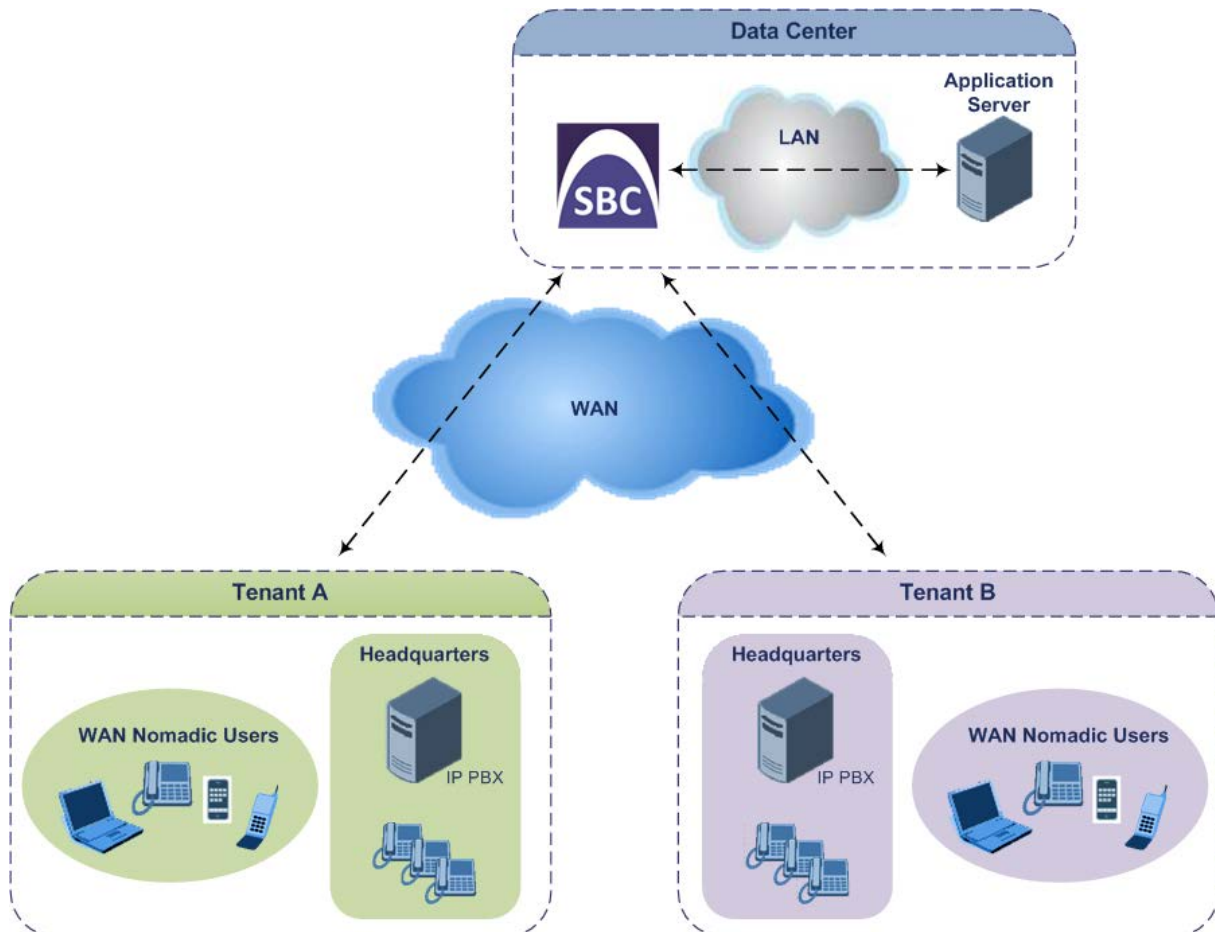 Data Center
Application
Server
LAN
SBC
WAN
Tenant A
Tenant B
Headquarters
WAN Nomadic Users
IP PBX
Headquarters
IP PBX
WAN Nomadic Users